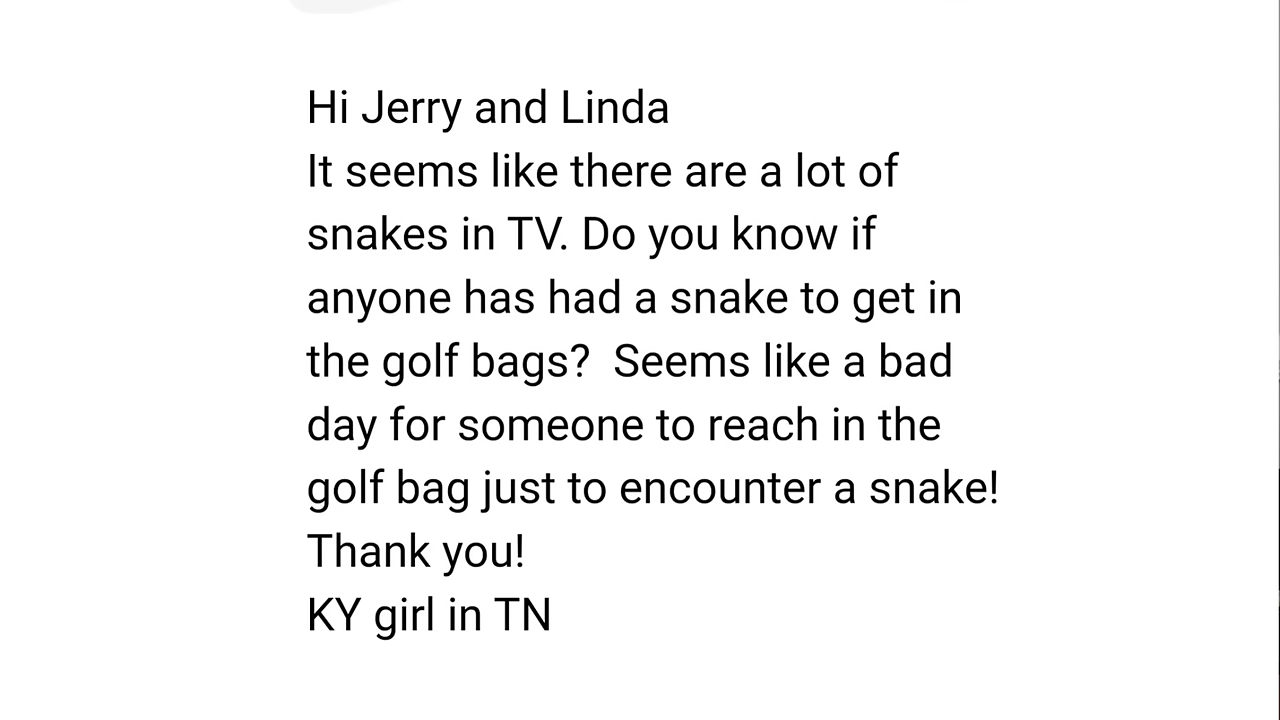 Hi Jerry and Linda
It seems like there are a lot of
snakes in TV. Do you know if
anyone has had a snake to get in
the golf bags?  Seems like a bad
day for someone to reach in the
golf bag just to encounter a snake!
Thank you!
KY girl in TN